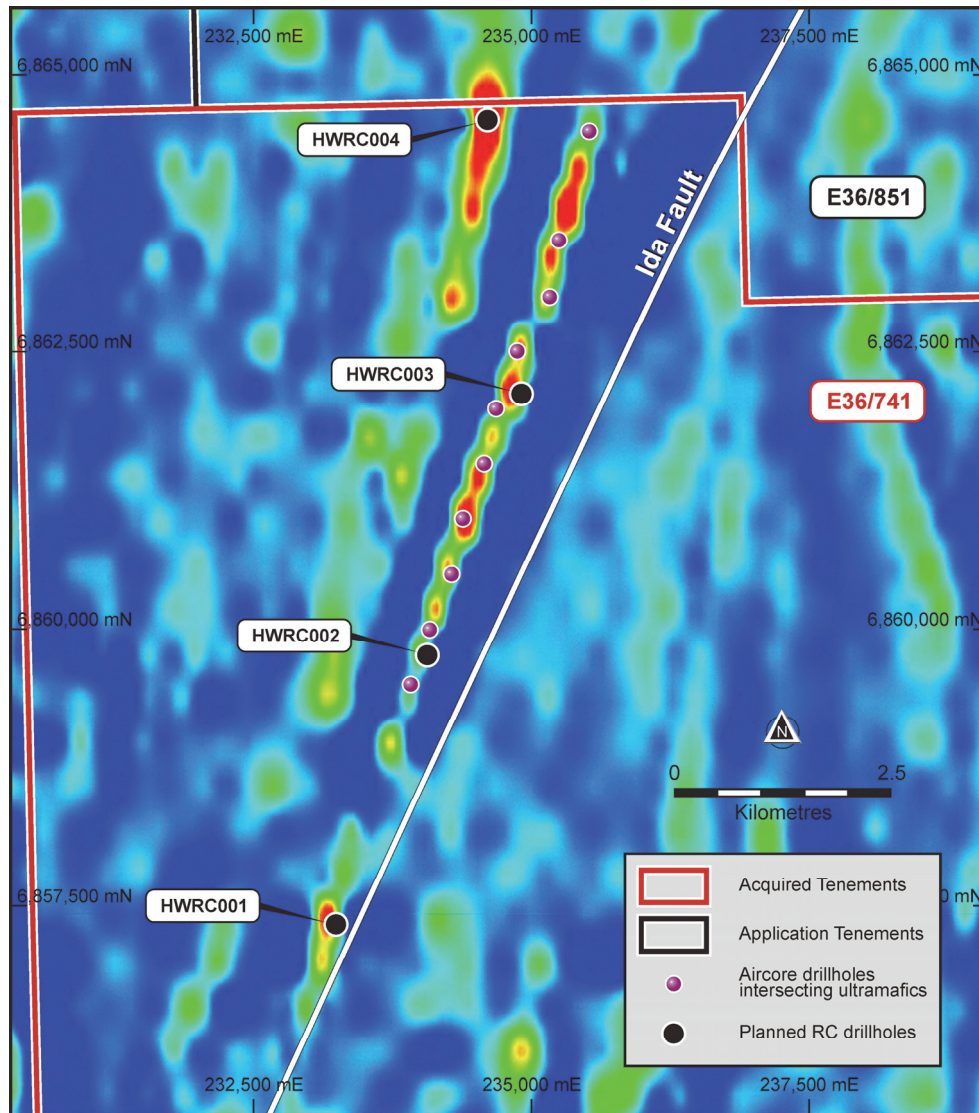 232,500 mE
235,000 mE
237,500 mE
6,865,000 mN
6,865,000 mN
HWRC004
Ida Fault
E36/851
6,862,500 mN
6,862,500 mN
HWRC003
E36/741
6,860,000 mN
6,860,000 mN
HWRC002
N
0
2.5
Kilometres
6,857,500 mN
HWRC001
Acquired Tenements
Application Tenements
Aircore drillholes
intersecting ultramafics
Planned RC drillholes
232,500 mE
235,000 mE
237,500 mE